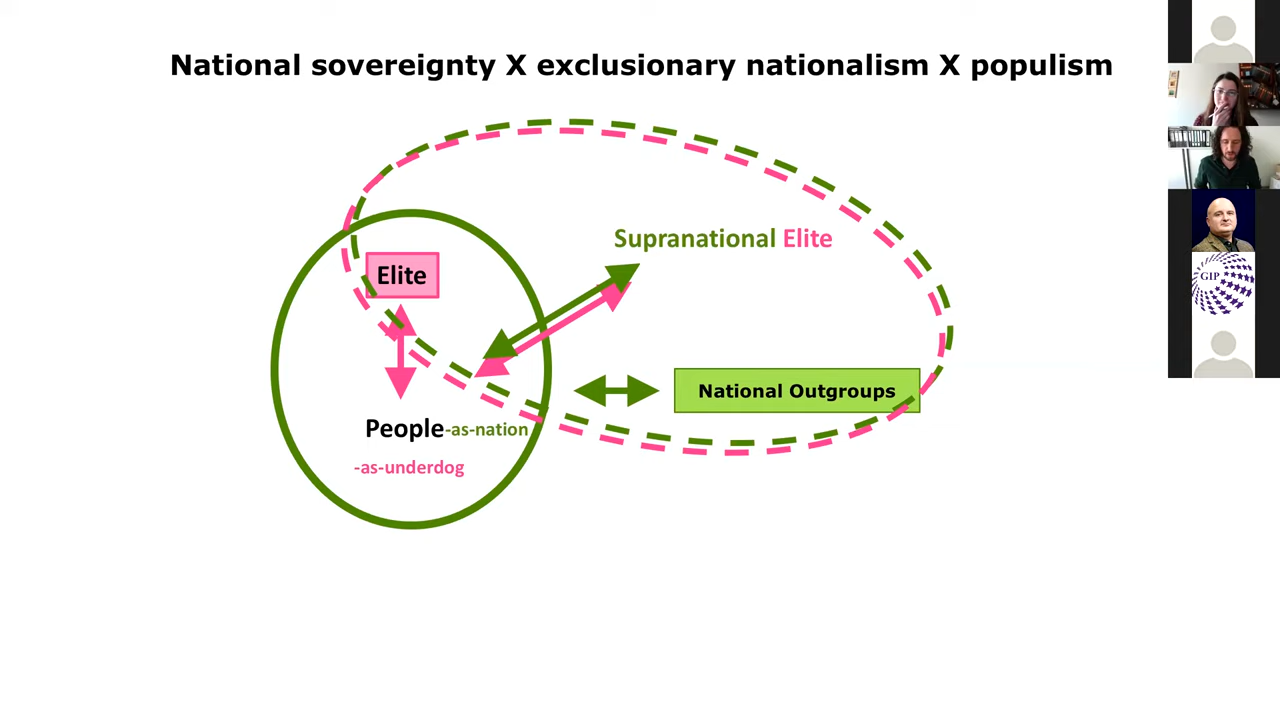 National sovereignty X exclusionary nationalism X populism
Supranational Elite
Elite
National Outgroups
People-as-nation
-as-underdog
GIP